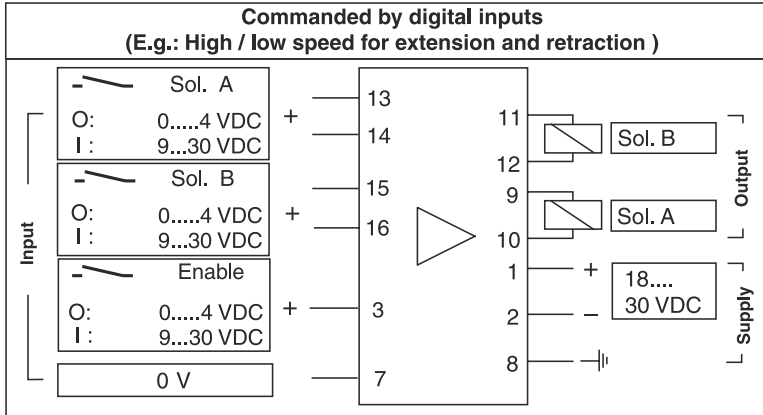 Commanded by digital inputs
(E.g.: High / low speed for extension and retraction )
Input
Sol. A
O: 0.....4 VDC
I : 9...30 VDC
+
13
14
Sol. B
O: 0.....4 VDC
I : 9...30 VDC
+
15
16
Enable
O: 0.....4 VDC
I : 9...30 VDC
+
3
0 V
7
11
12
Sol. B
9
10
Sol. A
Output
1 +
2 –
18....
30 VDC
8
Supply